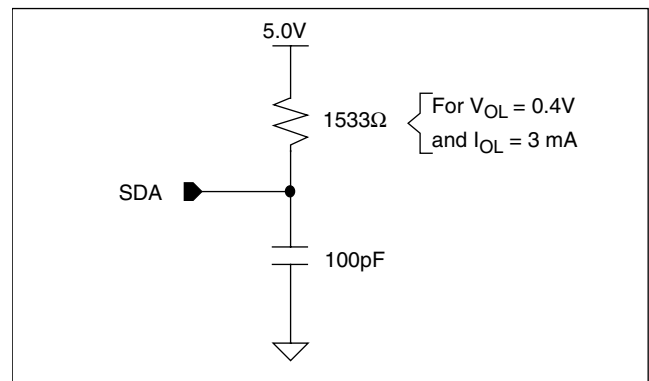 5.0V
1533Ω
For VOL = 0.4V
and IOL = 3 mA
SDA
100pF